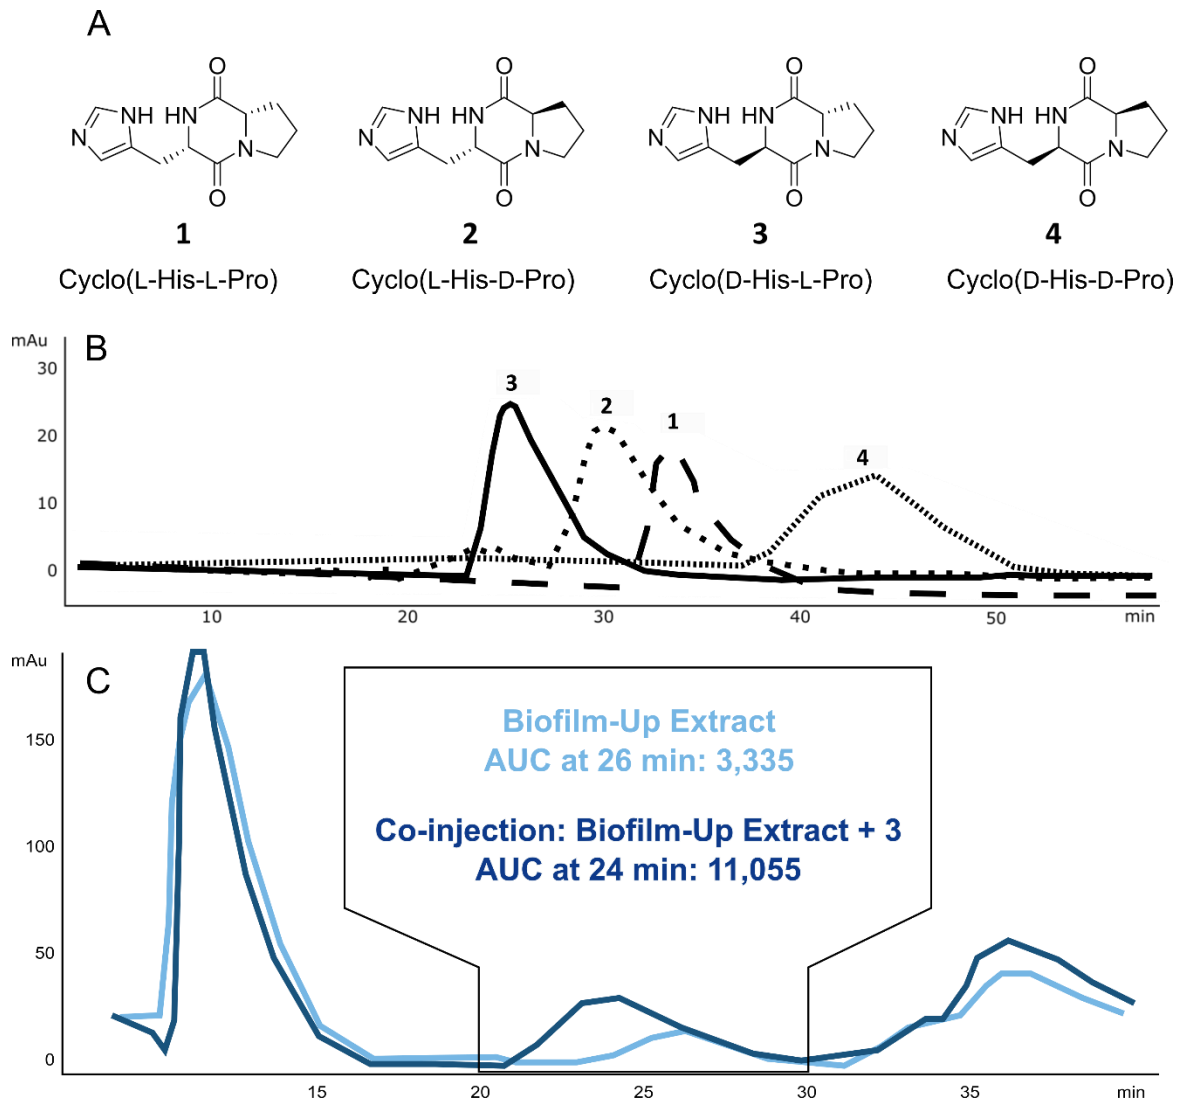 A
O
O
O
O
NH
HN
NH
HN
NH
HN
NH
HN
N
N
N
N
N
N
N
N
O
O
O
O
1
2
3
4
Cyclo(L-His-L-Pro)
Cyclo(L-His-D-Pro)
Cyclo(D-His-L-Pro)
Cyclo(D-His-D-Pro)
mAu
B
30
20
10
0
3
2
1
4
10
20
30
40
50
min
mAu
C
150
100
50
0
Biofilm-Up Extract
AUC at 26 min: 3,335
Co-injection: Biofilm-Up Extract + 3
AUC at 24 min: 11,055
15
20
25
30
35
min